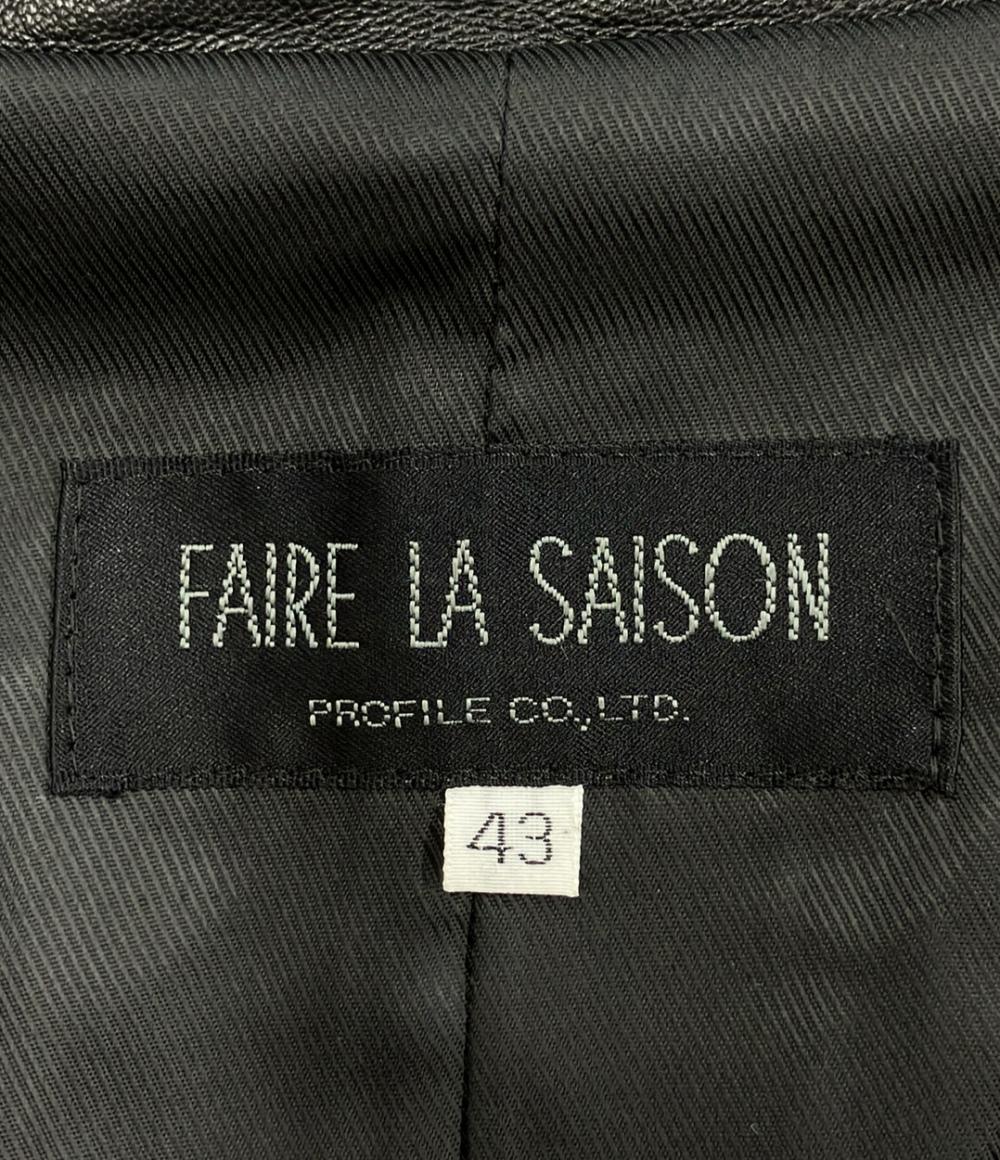 FAIRE LA SAISON
PROFILE CO.,LTD.
43